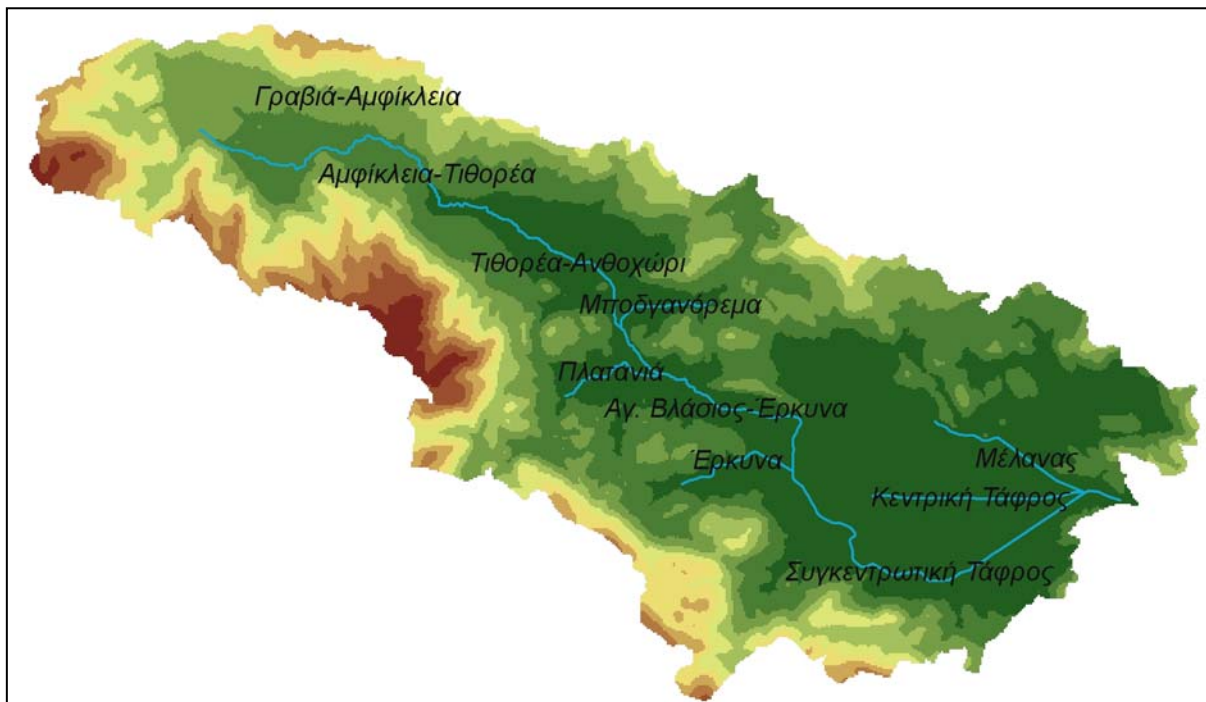 Γραβιά-Αμφίκλεια
Αμφίκλεια-Τιθορέα
Τιθορέα-Ανθοχώρι
Μποδγανόρεμα
Πλατανιά
Αγ. Βλάσιος-Έρκυνα
Έρκυνα
Μέλανας
Κεντρική Τάφρος
Συγκεντρωτική Τάφρος